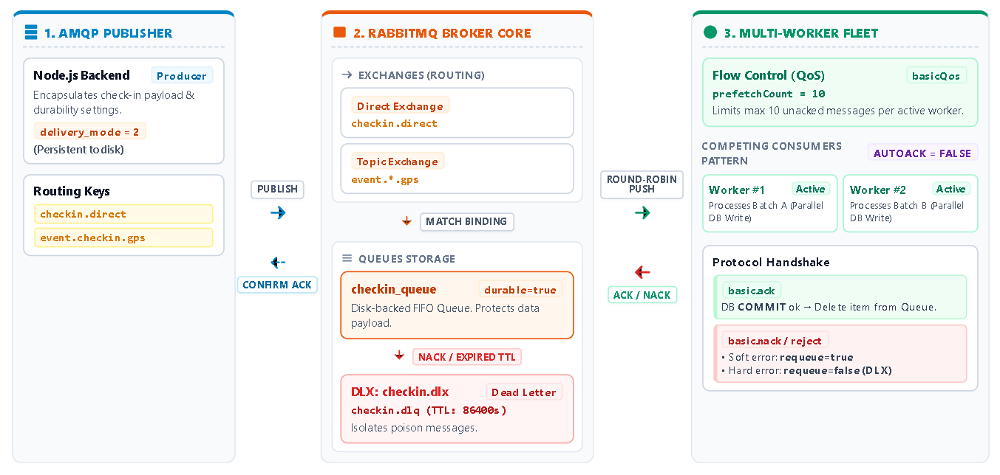 1. AMQP PUBLISHER
Node.js Backend
Producer
Encapsulates check-in payload &
durability settings.
delivery_mode = 2
(Persistent to disk)
Routing Keys
checkin.direct
event.checkin.gps
PUBLISH
CONFIRM ACK
2. RABBITMQ BROKER CORE
→ EXCHANGES (ROUTING)
Direct Exchange
checkin.direct
Topic Exchange
event.*.gps
MATCH BINDING
QUEUES STORAGE
checkin_queue
durable=true
Disk-backed FIFO Queue. Protects data
payload.
NACK / EXPIRED TTL
DLX: checkin.dlx
Dead Letter
checkin.dlq (TTL: 86400s)
Isolates poison messages.
ROUND-ROBIN
PUSH
ACK / NACK
3. MULTI-WORKER FLEET
Flow Control (QoS)
basicQos
prefetchCount = 10
Limits max 10 unacked messages per active worker.
COMPETING CONSUMERS
PATTERN
AUTOACK = FALSE
Worker #1
Active
Processes Batch A (Parallel
DB Write)
Worker #2
Active
Processes Batch B (Parallel
DB Write)
Protocol Handshake
basic.ack
DB COMMIT ok → Delete item from Queue.
basic.nack / reject
• Soft error: requeue=true
• Hard error: requeue=false (DLX)